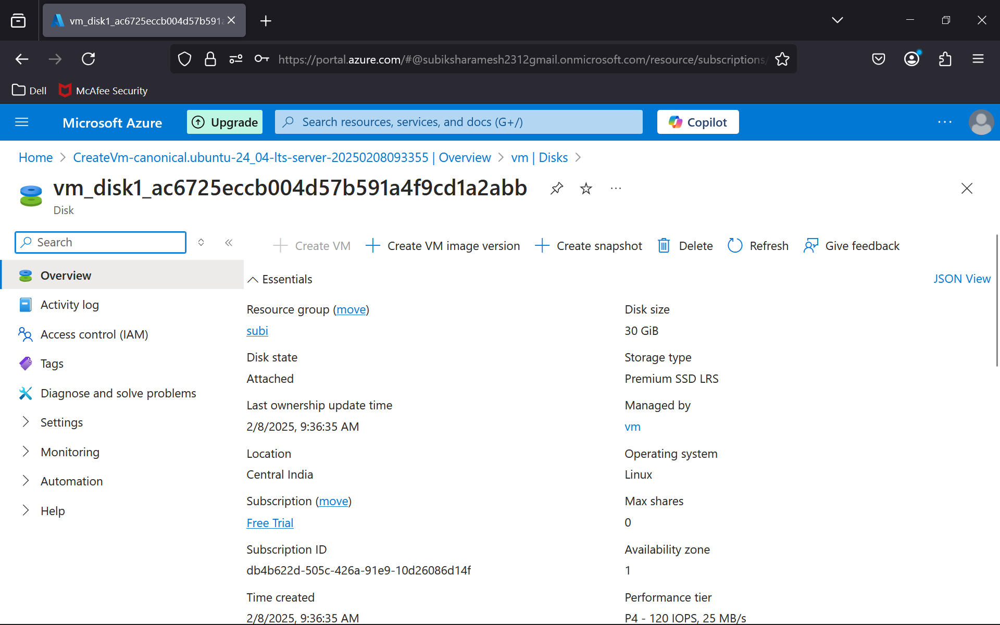 vm_disk1_ac6725eccb004d57b591
https://portal.azure.com/#@subiksharamesh2312gmail.onmicrosoft.com/resource/subscriptions/
Dell
McAfee Security
Microsoft Azure
Upgrade
Search resources, services, and docs (G+/)
Copilot
Home > CreateVm-canonical.ubuntu-24_04-lts-server-20250208093355 | Overview > vm | Disks >
vm_disk1_ac6725eccb004d57b591a4f9cd1a2abb
Disk
Search
Create VM
Create VM image version
Create snapshot
Delete
Refresh
Give feedback
Overview
Activity log
Access control (IAM)
Tags
Diagnose and solve problems
Settings
Monitoring
Automation
Help
Essentials
JSON View
Resource group (move)
subi
Disk state
Attached
Last ownership update time
2/8/2025, 9:36:35 AM
Location
Central India
Subscription (move)
Free Trial
Subscription ID
db4b622d-505c-426a-91e9-10d26086d14f
Time created
2/8/2025, 9:36:35 AM
Disk size
30 GiB
Storage type
Premium SSD LRS
Managed by
vm
Operating system
Linux
Max shares
0
Availability zone
1
Performance tier
P4 - 120 IOPS, 25 MB/s